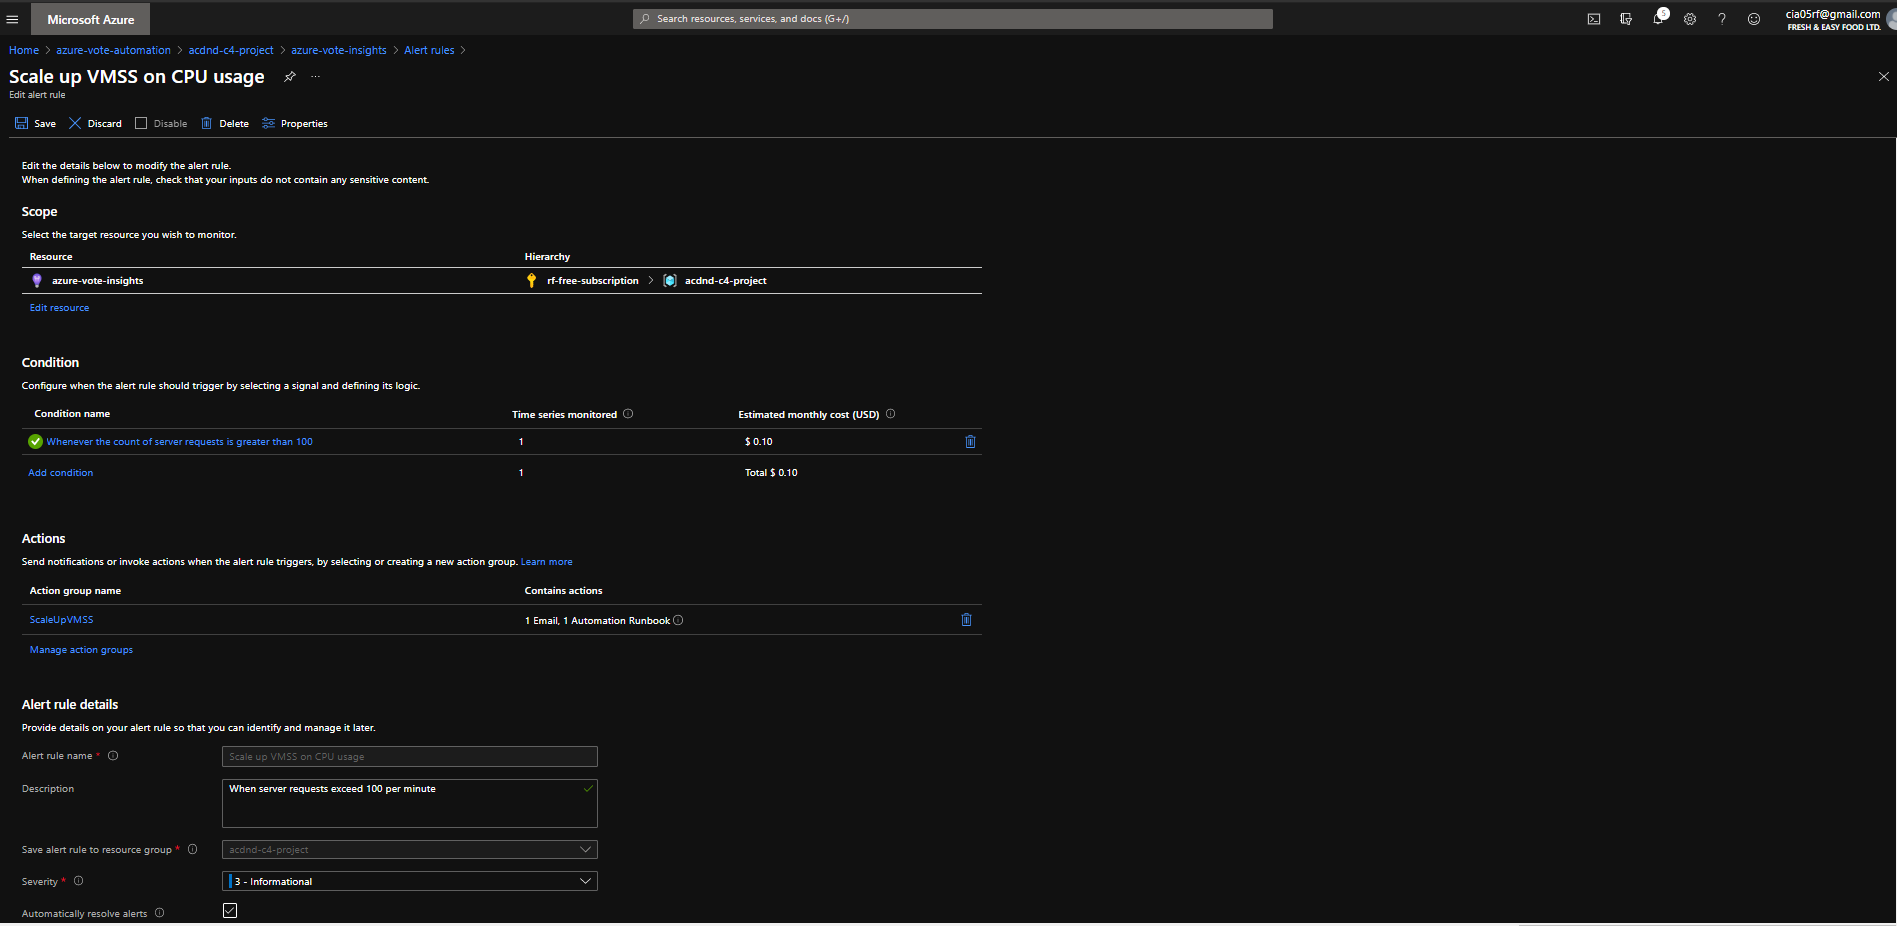 Microsoft Azure
Search resources, services, and docs (G+/)
5
cia05rf@gmail.com
FRESH & EASY FOOD LTD.
Home > azure-vote-automation > acdnd-c4-project > azure-vote-insights > Alert rules >
Scale up VMSS on CPU usage
Edit alert rule
Save Discard Disable Delete Properties
Edit the details below to modify the alert rule.
When defining the alert rule, check that your inputs do not contain any sensitive content.
Scope
Select the target resource you wish to monitor.
Resource Hierarchy
azure-vote-insights rf-free-subscription > acdnd-c4-project
Edit resource
Condition
Configure when the alert rule should trigger by selecting a signal and defining its logic.
Condition name Time series monitored Estimated monthly cost (USD)
Whenever the count of server requests is greater than 100 1 $ 0.10
Add condition 1 Total $ 0.10
Actions
Send notifications or invoke actions when the alert rule triggers, by selecting or creating a new action group. Learn more
Action group name Contains actions
ScaleUpVMSS 1 Email, 1 Automation Runbook
Manage action groups
Alert rule details
Provide details on your alert rule so that you can identify and manage it later.
Alert rule name * Scale up VMSS on CPU usage
Description When server requests exceed 100 per minute
Save alert rule to resource group * acdnd-c4-project
Severity * 3 - Informational
Automatically resolve alerts